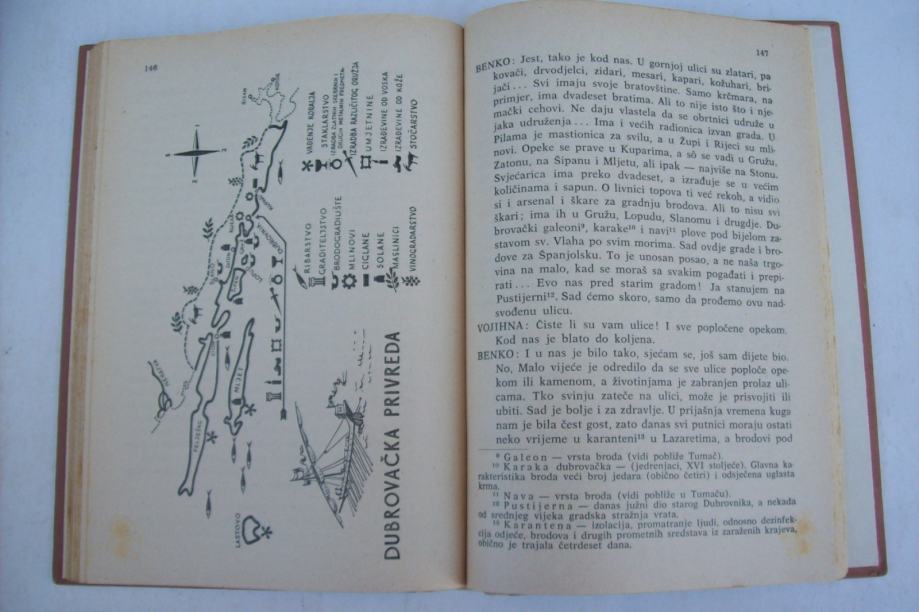 146
DUBROVAČKA PRIVREDA
RIBARSTVO
GRADITELJSTVO
BRODOGRADILIŠTE
MLINOVI
CIGLANE
SOLANE
MASLINICI
VINOGRADARSTVO
VAĐENJE KORALJA
STAKLARSTVO
IZRADBA RAZLIČITOG ORUŽJA
UMJETNINE
IZRAĐEVINE OD VOSKA
IZRAĐEVINE OD KOŽE
STOČARSTVO
LASTOVO
MLJET
PELJEŠAC
DUBROVNIK
147
BENKO: Jest, tako je kod nas. U gornjoj ulici su zlatari, pa
kovači, drvodjelci, zidari, mesari, kapari, kožuhari, bri-
jači... Svi imaju svoje bratovštine. Samo krčmara, na
primjer, ima dvadeset bratima. Ali to nije isto što i nje-
mački cehovi. Ne daju vlastela da se obrtnici udruže u
jaka udruženja... Ima i većih radionica izvan grada. U
Pilama je mastionica za svilu, a u Župi i Rijeci su mli-
novi. Opeke se prave u Kuparima, a sô se vadi u Gružu,
Zatonu, na Šipanu i Mljetu, ali ipak — najviše na Stonu.
Svjećarica ima preko dvadeset, a izrađuje se u većim
količinama i sapun. O livnici topova ti već rekoh, a vidio
si i arsenal i škare za gradnju brodova. Ali to nisu svi
škari; ima ih u Gružu, Lopudu, Slanomu i drugdje. Du-
brovački galeoni⁹, karake¹⁰ i navi¹¹ plove pod bijelom za-
stavom sv. Vlaha po svim morima. Sad ovdje grade i bro-
dove za Španjolsku. To je unosan posao, a ne naša trgo-
vina na malo, kad se moraš sa svakim pogađati i prepi-
rati... Evo nas pred starim gradom! Ja stanujem na
Pustijerni¹². Sad ćemo skoro, samo da prođemo ovu nad-
svođenu ulicu.
VOJIHNA: Čiste li su vam ulice! I sve popločene opekom.
Kod nas je blato do koljena.
BENKO: I u nas je bilo tako, sjećam se, još sam dijete bio.
No, Malo vijeće je odredilo da se sve ulice poploče ope-
kom ili kamenom, a životinjama je zabranjen prolaz uli-
cama. Tko svinju zateče na ulici, može je prisvojiti ili
ubiti. Sad je bolje i za zdravlje. U prijašnja vremena kuga
nam je bila čest gost, zato danas svi putnici moraju ostati
neko vrijeme u karanteni¹³ u Lazaretima, a brodovi pod
⁹ Galeon — vrsta broda (vidi pobliže Tumač).
¹⁰ Karaka dubrovačka — (jedrenjaci, XVI stoljeće). Glavna ka-
rakteristika broda veći broj jedara (obično četiri) i odsječena uglasta
krma.
¹¹ Nava — vrsta broda (vidi pobliže u Tumaču).
¹² Pustijerna — danas južni dio starog Dubrovnika, a nekada
od srednjeg vijeka gradska stražnja vrata.
¹³ Karantena — izolacija, promatranje ljudi, odnosno dezinfek-
cija odjeće, brodova i drugih prometnih sredstava iz zaraženih krajeva,
obično je trajala četrdeset dana.